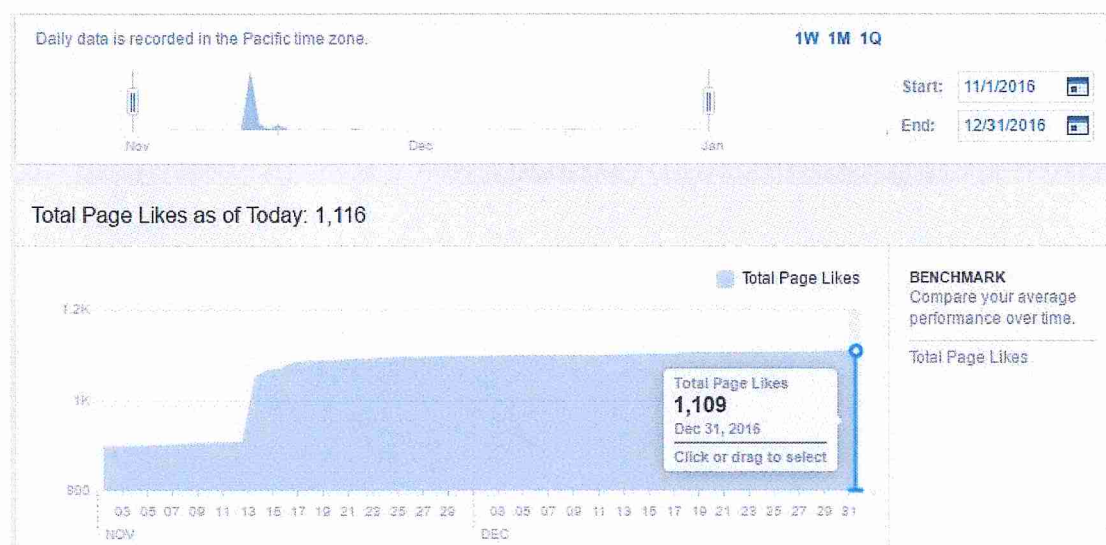 Daily data is recorded in the Pacific time zone.
1W 1M 1Q
Start: 11/1/2016
End: 12/31/2016
Nov Dec Jan
Total Page Likes as of Today: 1,116
Total Page Likes
BENCHMARK
Compare your average
performance over time.
Total Page Likes
1.2K
1K
800
Total Page Likes
1,109
Dec 31, 2016
Click or drag to select
03 05 07 09 11 13 15 17 19 21 23 25 27 29 03 05 07 09 11 13 15 17 19 21 23 25 27 29 31
NOV DEC